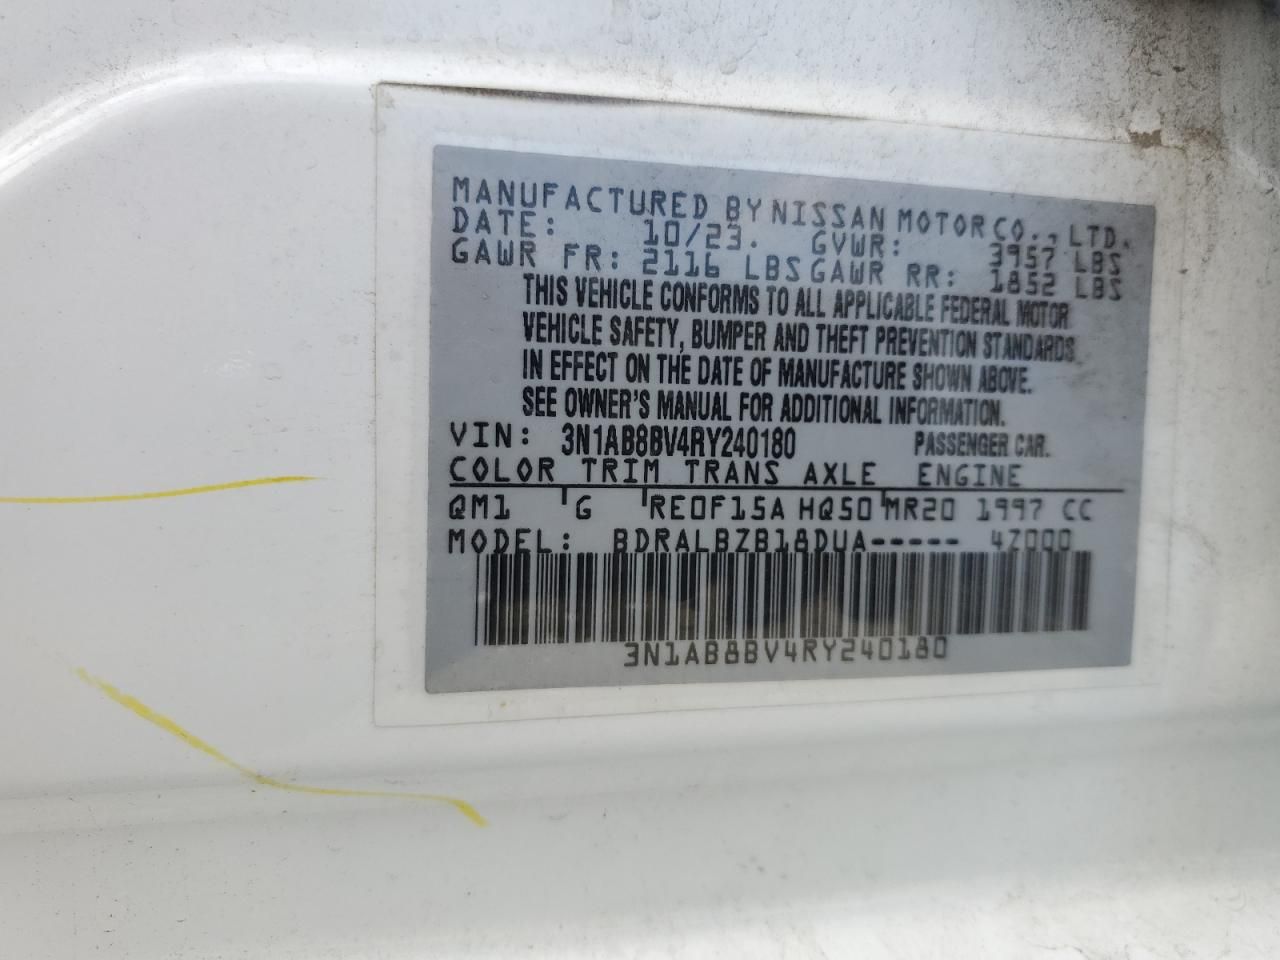 MANUFACTURED BY NISSAN MOTOR CO., LTD.
DATE: 10/23. GVWR: 3957 LBS
GAWR FR: 2116 LBS GAWR RR: 1852 LBS
THIS VEHICLE CONFORMS TO ALL APPLICABLE FEDERAL MOTOR
VEHICLE SAFETY, BUMPER AND THEFT PREVENTION STANDARDS
IN EFFECT ON THE DATE OF MANUFACTURE SHOWN ABOVE.
SEE OWNER'S MANUAL FOR ADDITIONAL INFORMATION.
VIN: 3N1AB8BV4RY240180 PASSENGER CAR.
COLOR TRIM TRANS AXLE ENGINE
QM1 G RE0F15A HQ50 MR20 1997 CC
MODEL: BDRALBZB18DUA----- 4Z000
3N1AB8BV4RY240180